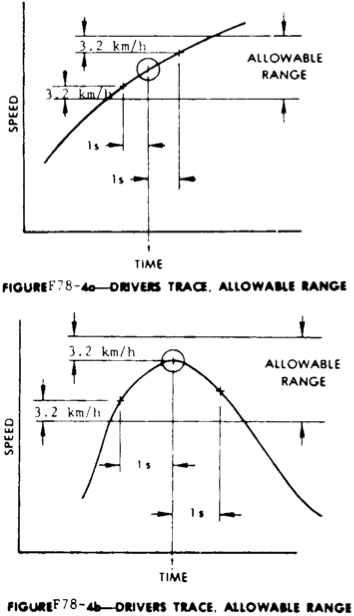 3.2 km/h
ALLOWABLE
RANGE
3.2 km/h
SPEED
1s
1s
TIME
FIGURE F78-4a—DRIVERS TRACE, ALLOWABLE RANGE
3.2 km/h
ALLOWABLE
RANGE
3.2 km/h
SPEED
1s
1s
TIME
FIGURE F78-4b—DRIVERS TRACE, ALLOWABLE RANGE